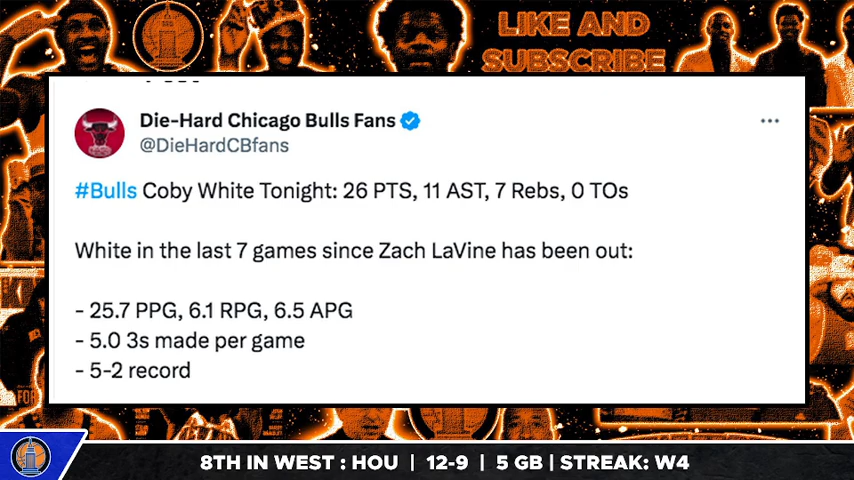 LIKE AND
SUBSCRIBE
Die-Hard Chicago Bulls Fans
@DieHardCBfans
#Bulls Coby White Tonight: 26 PTS, 11 AST, 7 Rebs, 0 TOs
White in the last 7 games since Zach LaVine has been out:
- 25.7 PPG, 6.1 RPG, 6.5 APG
- 5.0 3s made per game
- 5-2 record
8TH IN WEST : HOU | 12-9 | 5 GB | STREAK: W4